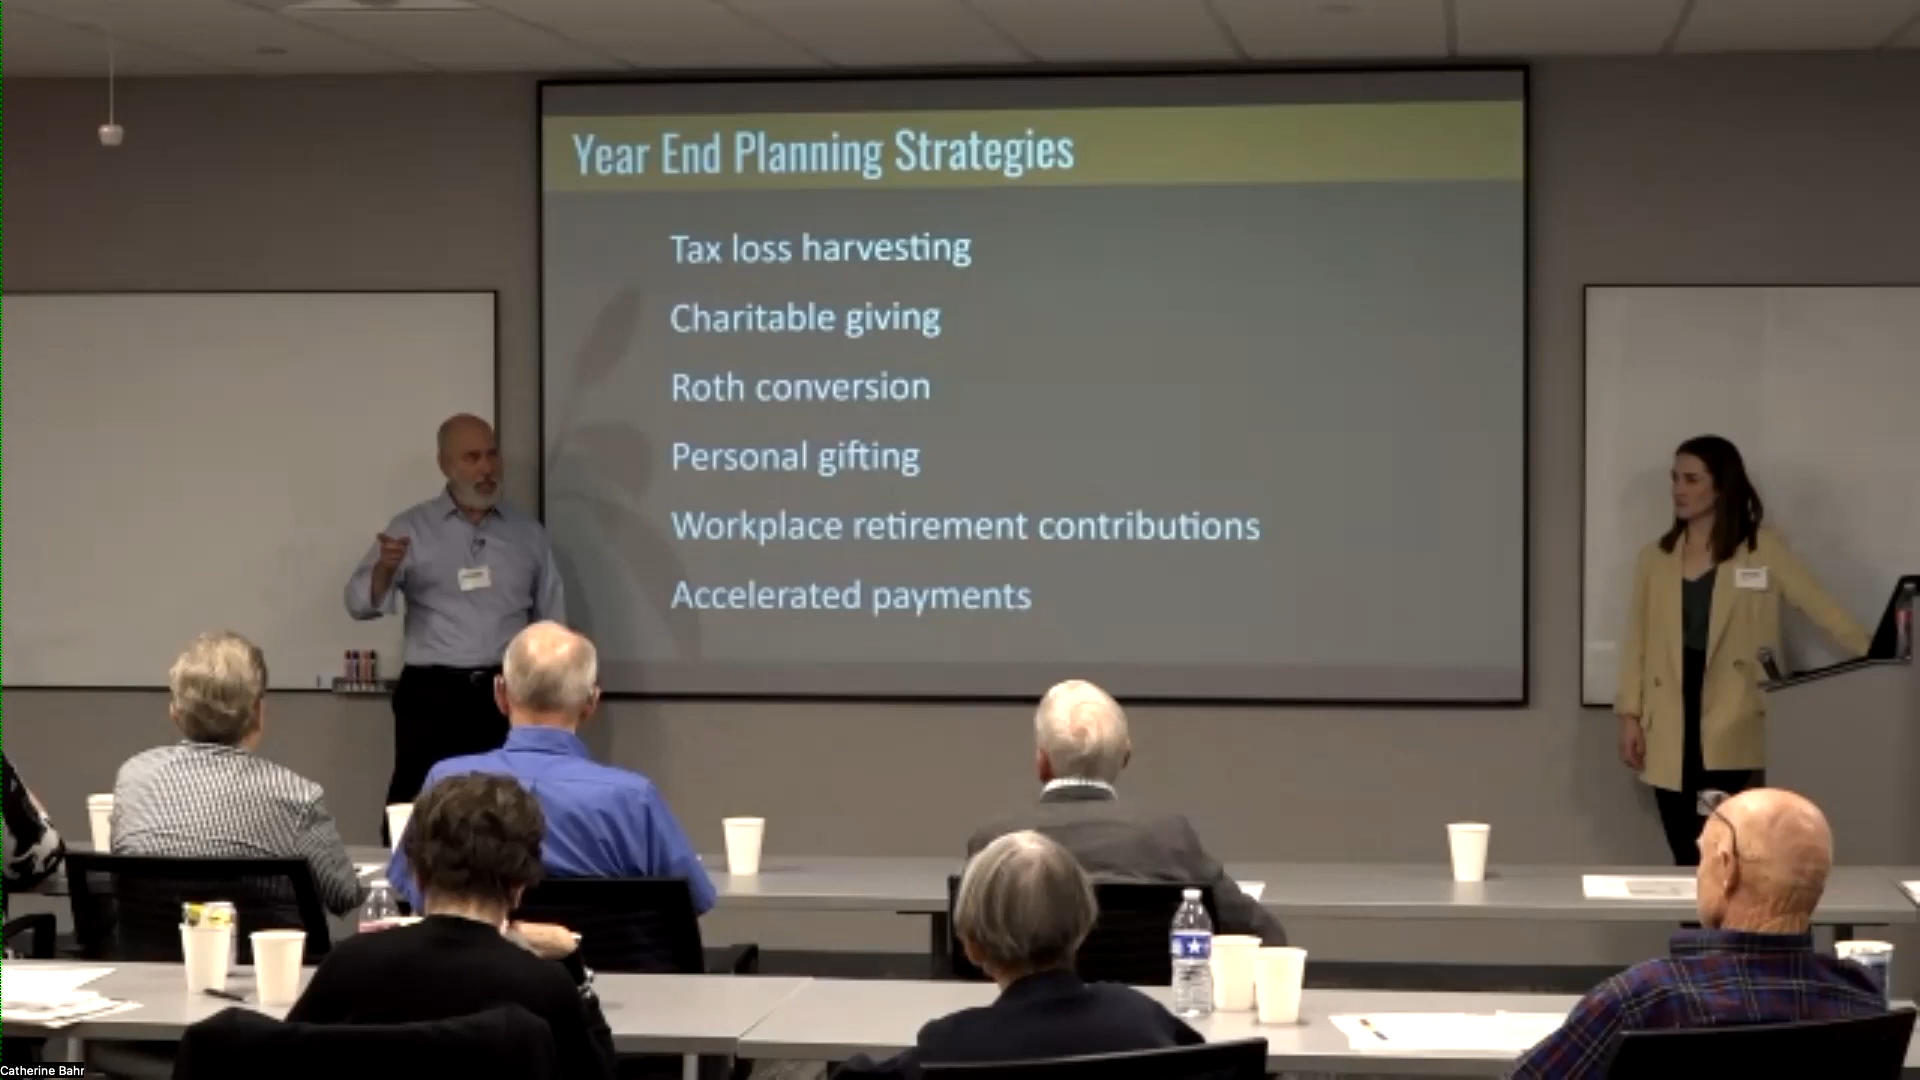 Year End Planning Strategies
Tax loss harvesting
Charitable giving
Roth conversion
Personal gifting
Workplace retirement contributions
Accelerated payments
Catherine Bahr